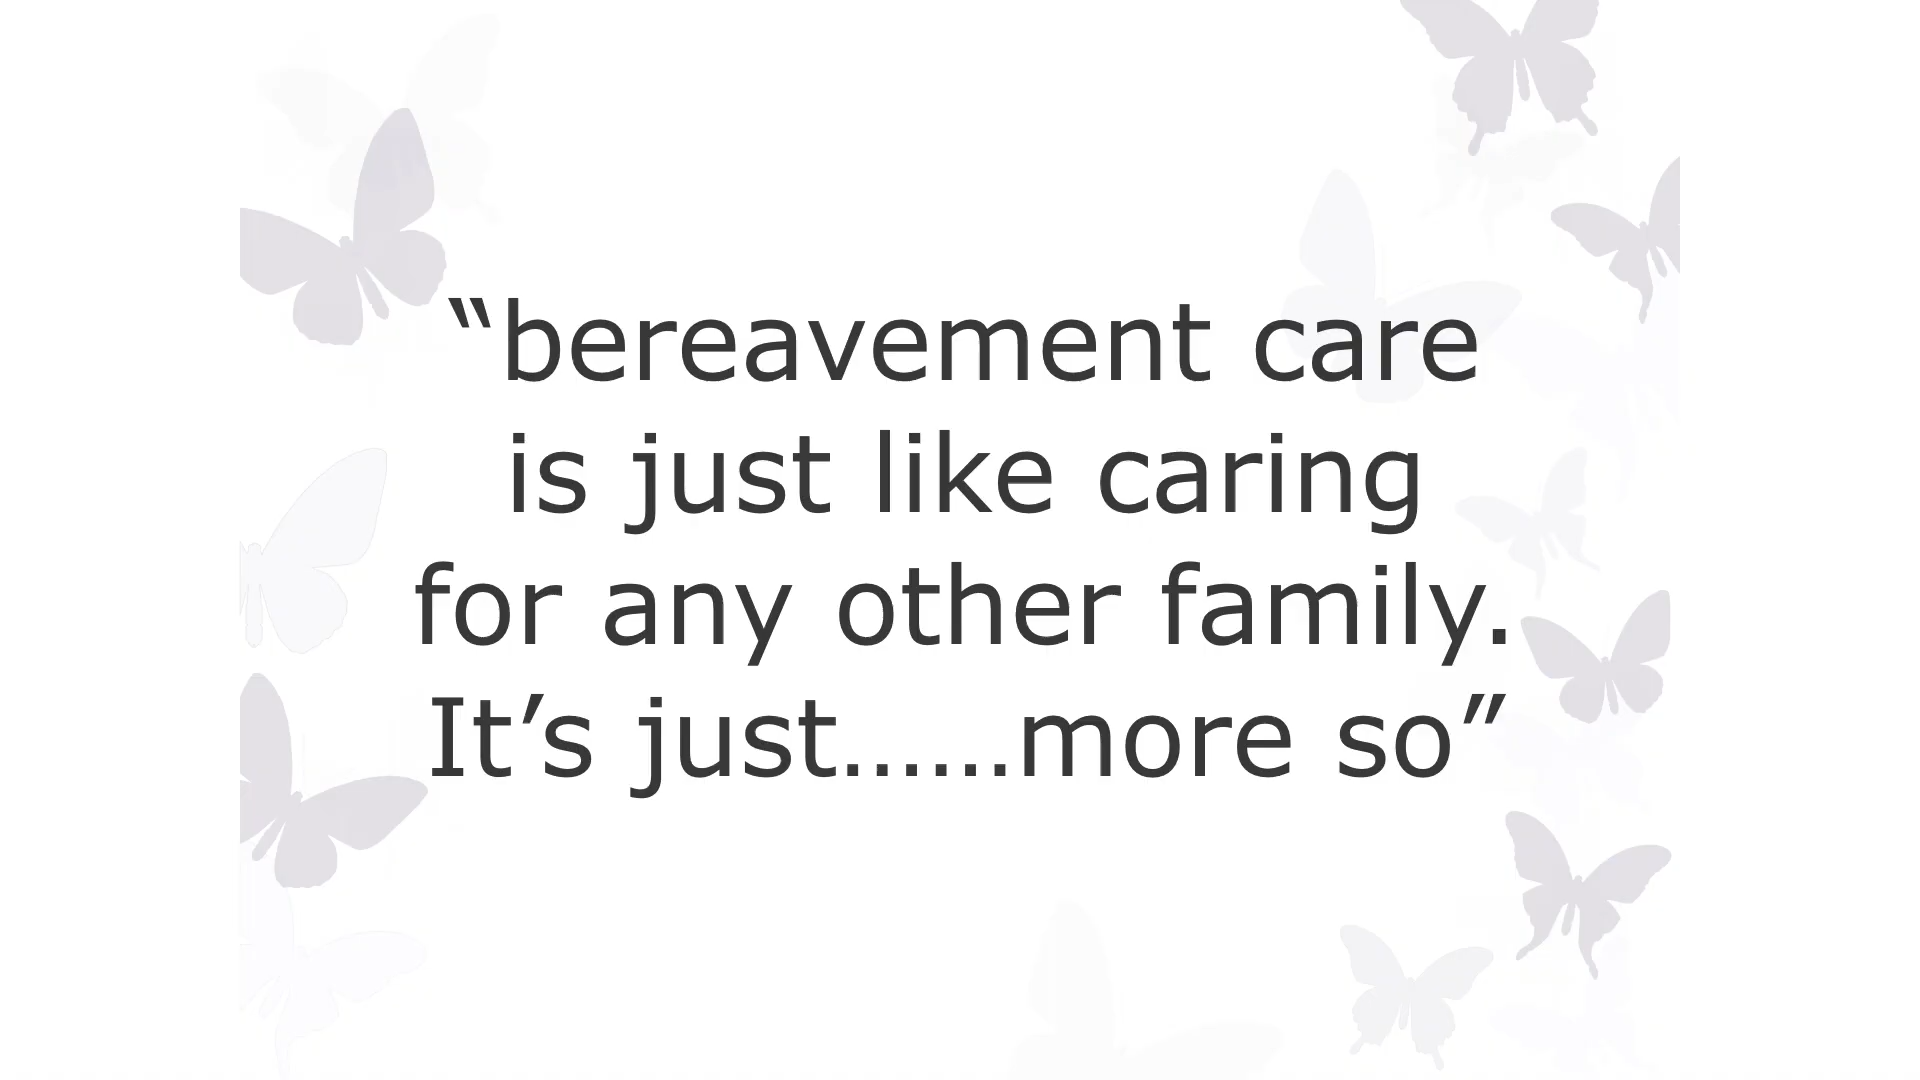 “bereavement care
is just like caring
for any other family.
It’s just……more so”